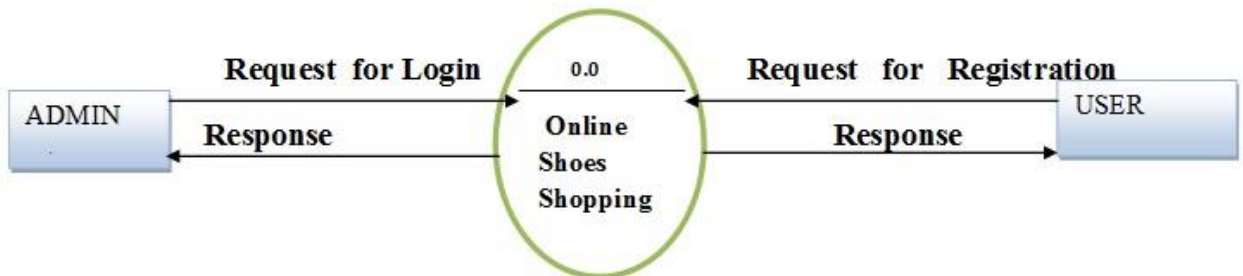 Request for Login
0.0
Request for Registration
ADMIN
USER
Response
Online
Shoes
Shopping
Response